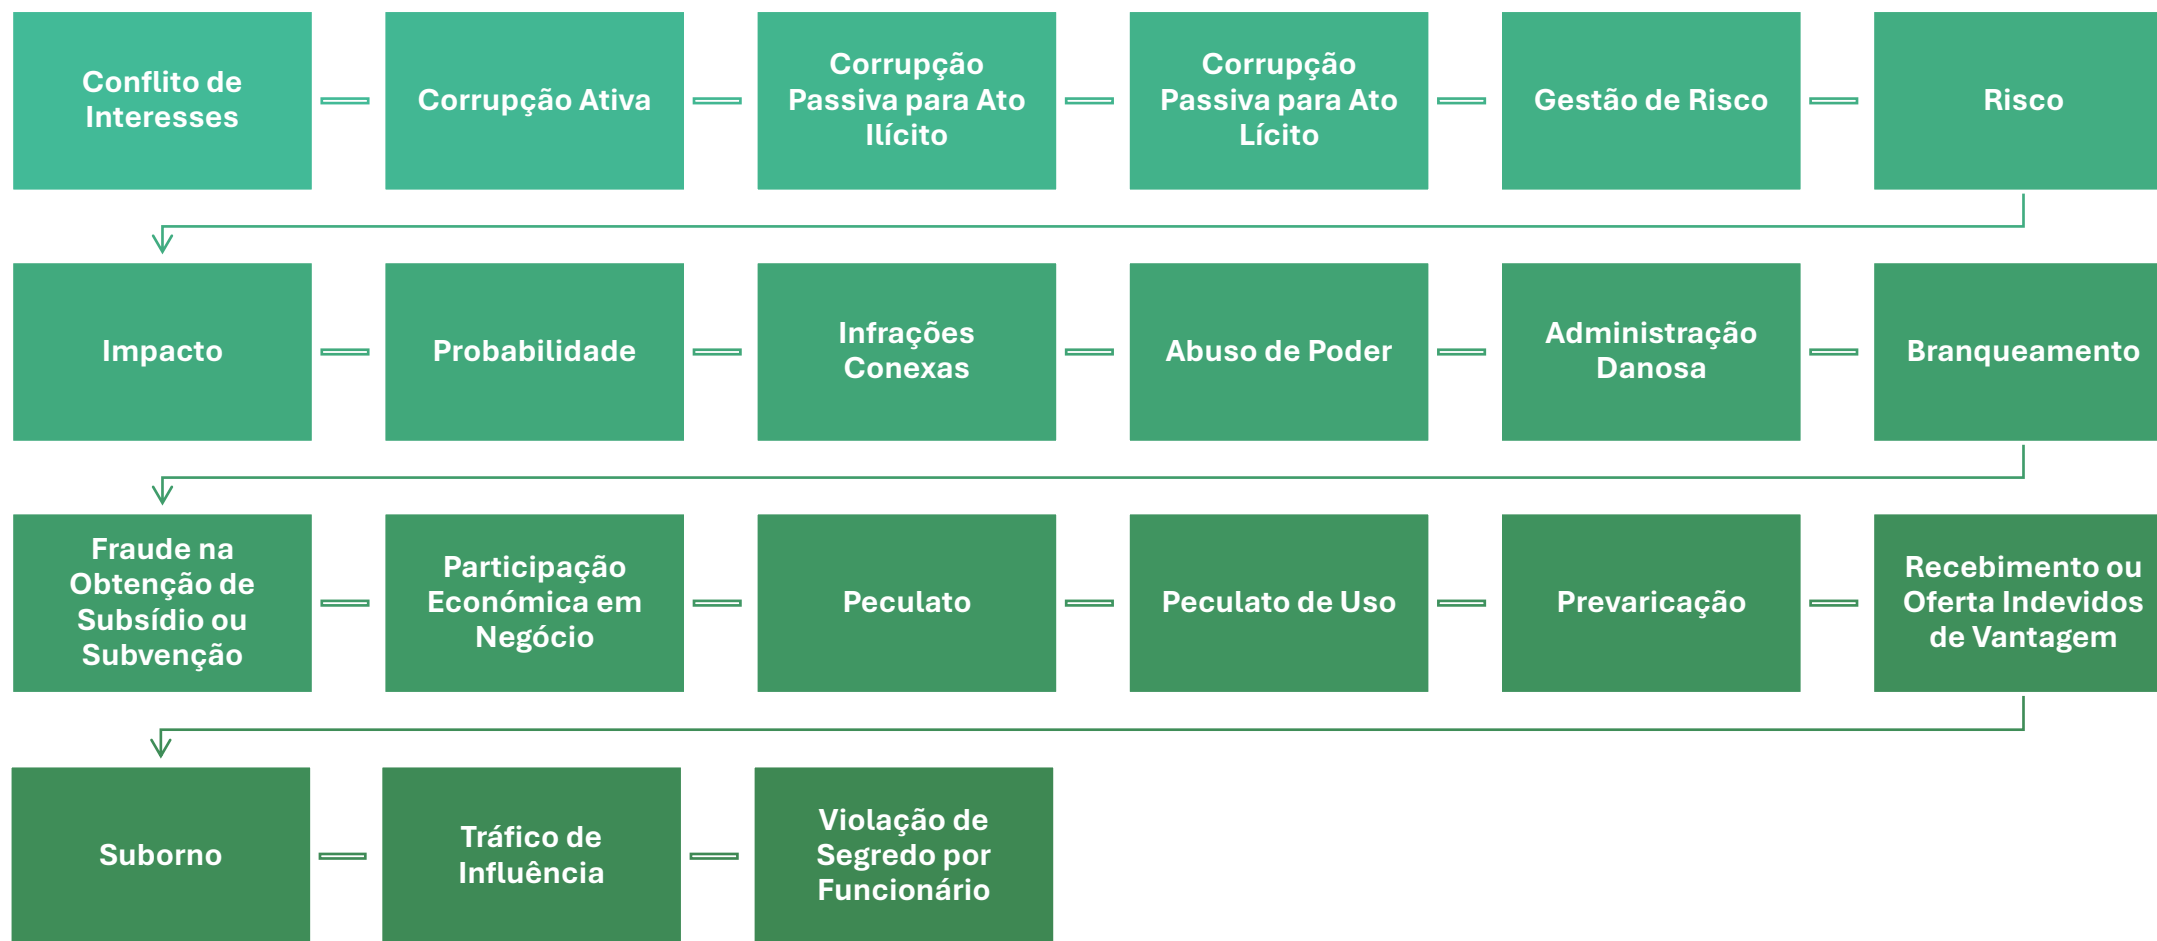 Conflito de
Interesses
Corrupção Ativa
Corrupção
Passiva para Ato
Ilícito
Corrupção
Passiva para Ato
Lícito
Gestão de Risco
Risco
Impacto
Probabilidade
Infrações
Conexas
Abuso de Poder
Administração
Danosa
Branqueamento
Fraude na
Obtenção de
Subsídio ou
Subvenção
Participação
Económica em
Negócio
Peculato
Peculato de Uso
Prevaricação
Recebimento ou
Oferta Indevidos
de Vantagem
Suborno
Tráfico de
Influência
Violação de
Segredo por
Funcionário